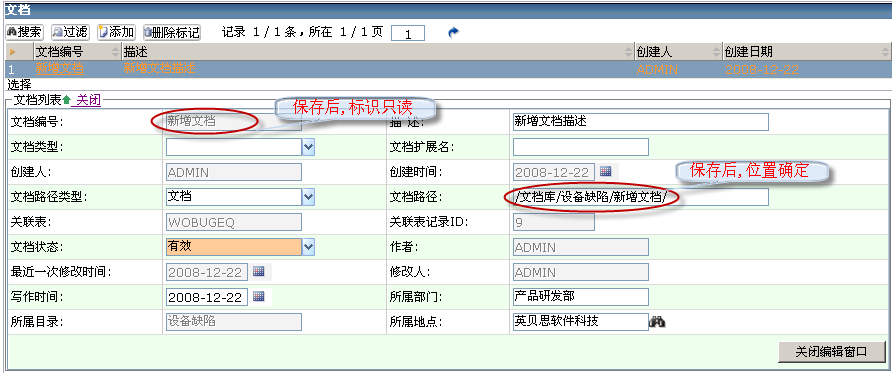 文档
搜索 过滤 添加 删除标记 记录 1 / 1 条 , 所在 1 / 1 页 1
文档编号 描述 创建人 创建日期
1 新增文档 新增文档描述 ADMIN 2008-12-22
选择
文档列表 关闭
保存后,标识只读
文档编号: 新增文档 描 述: 新增文档描述
文档类型: 文档扩展名:
创建人: ADMIN 创建时间: 2008-12-22
保存后,位置确定
文档路径类型: 文档 文档路径: /文档库/设备缺陷/新增文档/
关联表: WOBUGEQ 关联表记录ID: 9
文档状态: 有效 作者: ADMIN
最近一次修改时间: 2008-12-22 修改人: ADMIN
写作时间: 2008-12-22 所属部门: 产品研发部
所属目录: 设备缺陷 所属地点: 英贝思软件科技
关闭编辑窗口